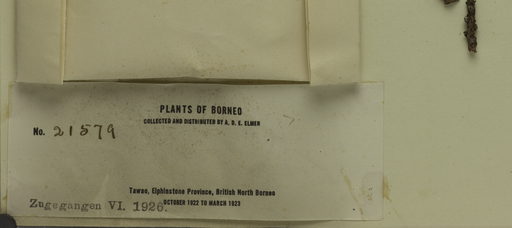 PLANTS OF BORNEO
COLLECTED AND DISTRIBUTED BY A. D. E. ELMER
No. 21579
Tawao, Elphinstone Province, British North Borneo
OCTOBER 1922 TO MARCH 1923
Zugegangen VI. 1926.